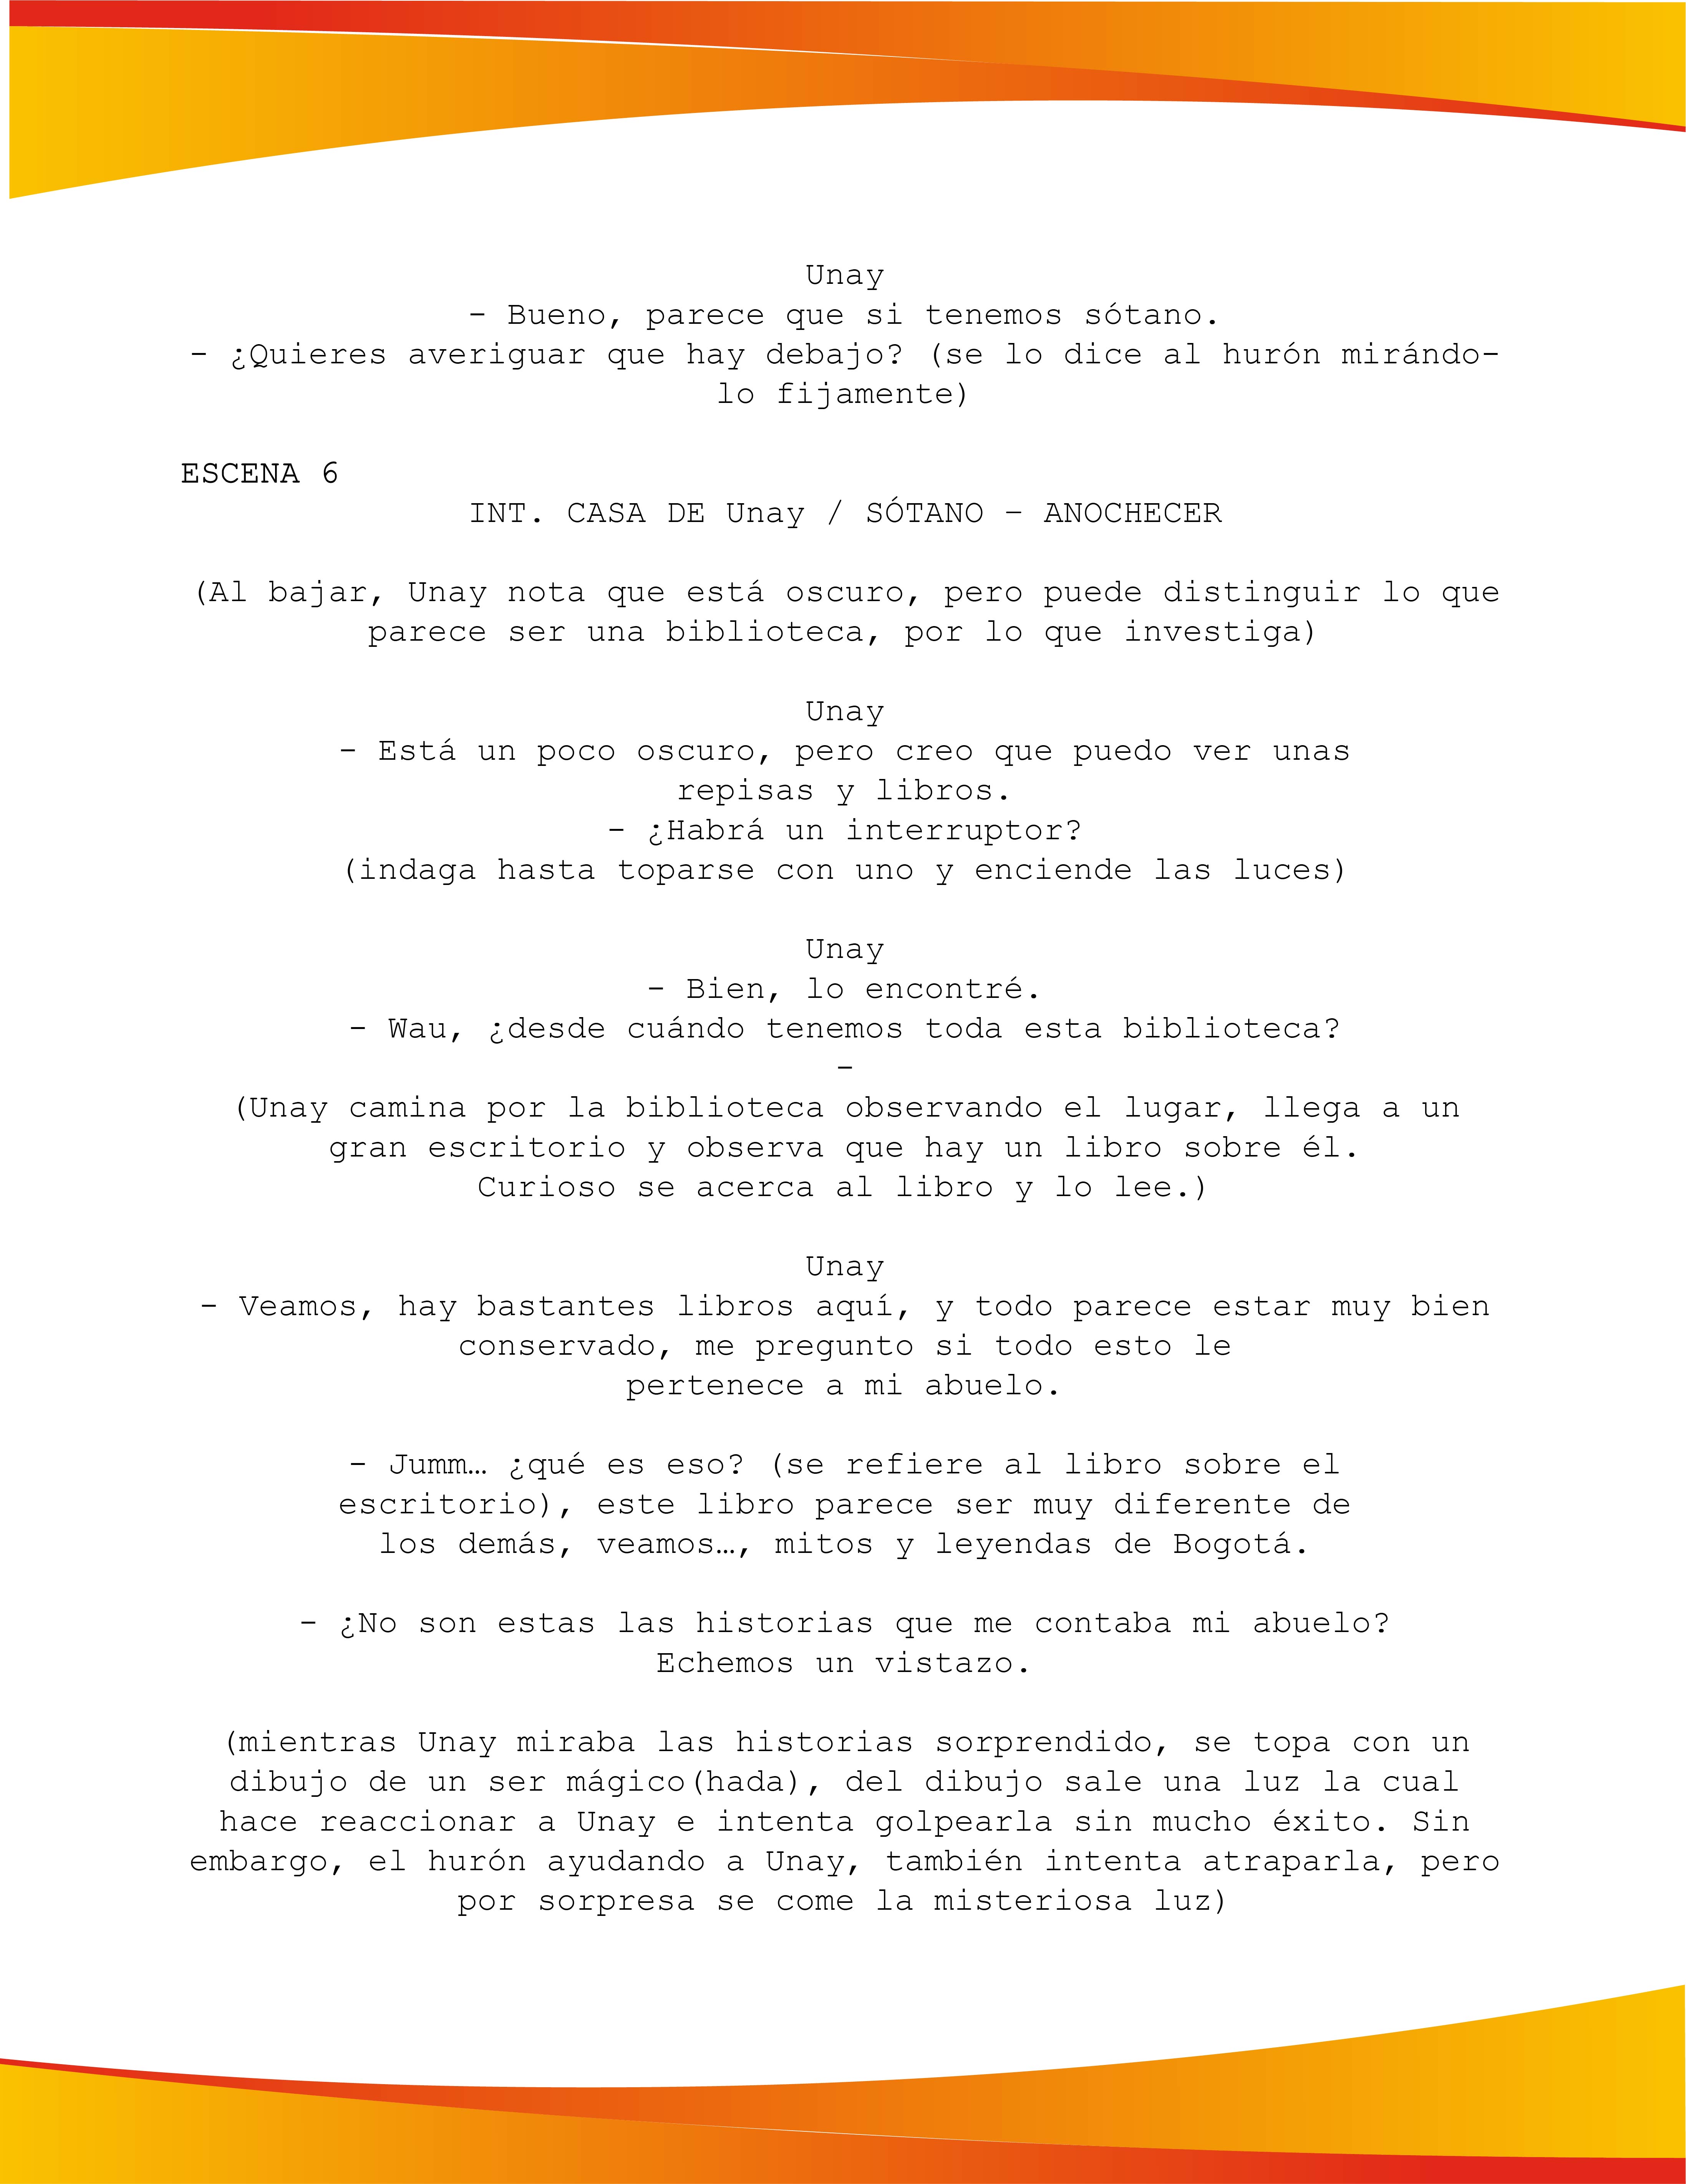 Unay
- Bueno, parece que si tenemos sótano.
- ¿Quieres averiguar que hay debajo? (se lo dice al hurón mirándo-
lo fijamente)
ESCENA 6
INT. CASA DE Unay / SÓTANO – ANOCHECER
(Al bajar, Unay nota que está oscuro, pero puede distinguir lo que
parece ser una biblioteca, por lo que investiga)
Unay
- Está un poco oscuro, pero creo que puedo ver unas
repisas y libros.
- ¿Habrá un interruptor?
(indaga hasta toparse con uno y enciende las luces)
Unay
- Bien, lo encontré.
- Wau, ¿desde cuándo tenemos toda esta biblioteca?
-
(Unay camina por la biblioteca observando el lugar, llega a un
gran escritorio y observa que hay un libro sobre él.
Curioso se acerca al libro y lo lee.)
Unay
- Veamos, hay bastantes libros aquí, y todo parece estar muy bien
conservado, me pregunto si todo esto le
pertenece a mi abuelo.
- Jumm… ¿qué es eso? (se refiere al libro sobre el
escritorio), este libro parece ser muy diferente de
los demás, veamos…, mitos y leyendas de Bogotá.
- ¿No son estas las historias que me contaba mi abuelo?
Echemos un vistazo.
(mientras Unay miraba las historias sorprendido, se topa con un
dibujo de un ser mágico(hada), del dibujo sale una luz la cual
hace reaccionar a Unay e intenta golpearla sin mucho éxito. Sin
embargo, el hurón ayudando a Unay, también intenta atraparla, pero
por sorpresa se come la misteriosa luz)